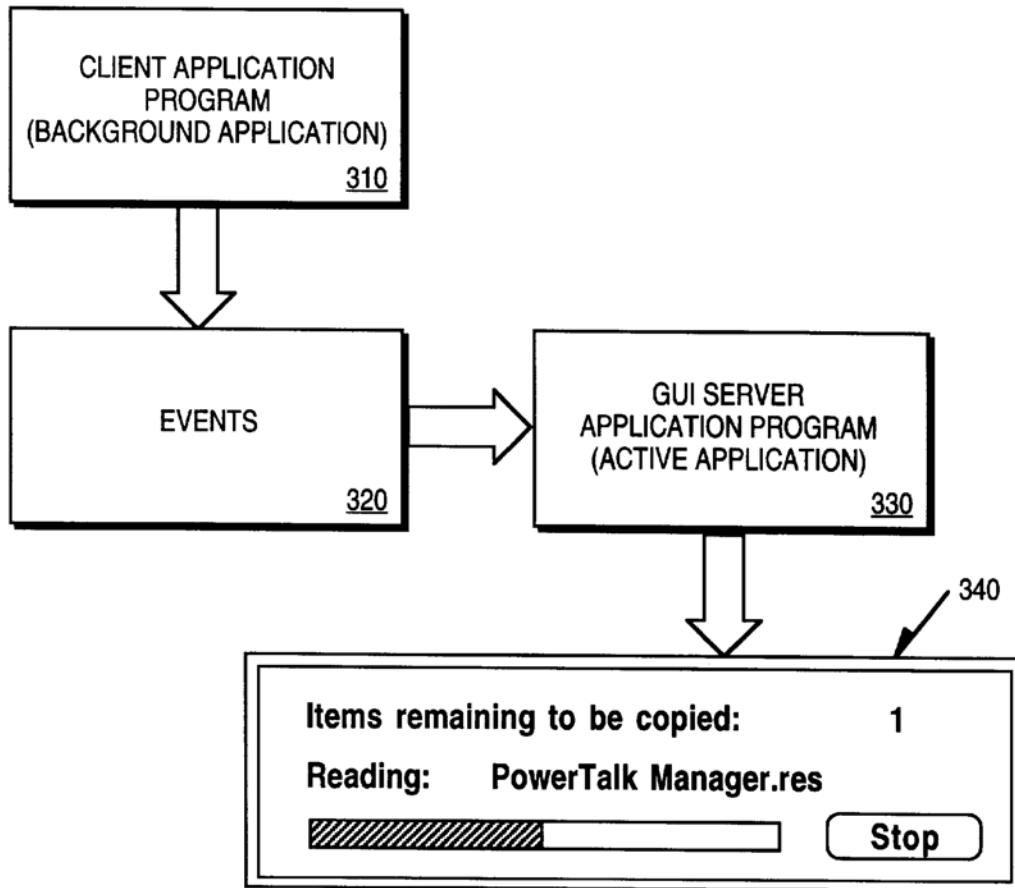 CLIENT APPLICATION
PROGRAM
(BACKGROUND APPLICATION)
310
EVENTS
320
GUI SERVER
APPLICATION PROGRAM
(ACTIVE APPLICATION)
330
340
Items remaining to be copied: 1
Reading: PowerTalk Manager.res
Stop